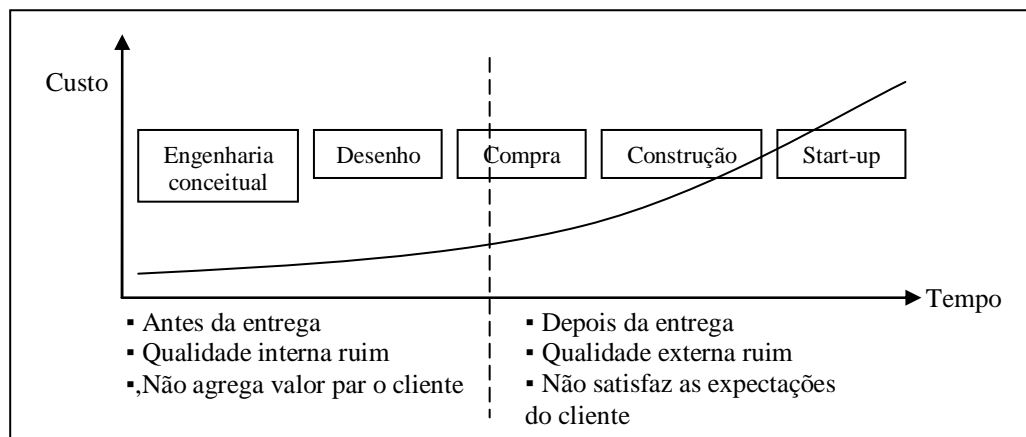 Custo
Engenharia
conceitual
Desenho
Compra
Construção
Start-up
Tempo
▪ Antes da entrega
▪ Qualidade interna ruim
▪,Não agrega valor par o cliente
▪ Depois da entrega
▪ Qualidade externa ruim
▪ Não satisfaz as expectações
do cliente